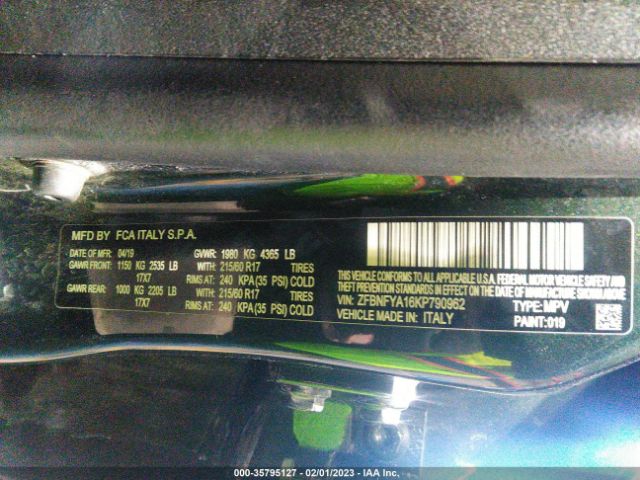 MFD BY FCA ITALY S.P.A.
DATE OF MFR: 04/19 GVWR: 1980 KG 4365 LB
GAWR FRONT: 1150 KG 2535 LB WITH: 215/60 R17 TIRES
17X7 RIMS AT: 240 KPA (35 PSI) COLD
GAWR REAR: 1000 KG 2205 LB WITH: 215/60 R17 TIRES
17X7 RIMS AT: 240 KPA (35 PSI) COLD
THIS VEHICLE CONFORMS TO ALL APPLICABLE U.S.A.
FEDERAL MOTOR VEHICLE SAFETY, BUMPER AND THEFT PREVENTION
STANDARDS IN EFFECT ON THE DATE OF MANUFACTURE SHOWN ABOVE
VIN: ZFBNFYA16KP790962 TYPE: MPV
VEHICLE MADE IN: ITALY PAINT: 019
000-35795127 - 02/01/2023 - IAA Inc.